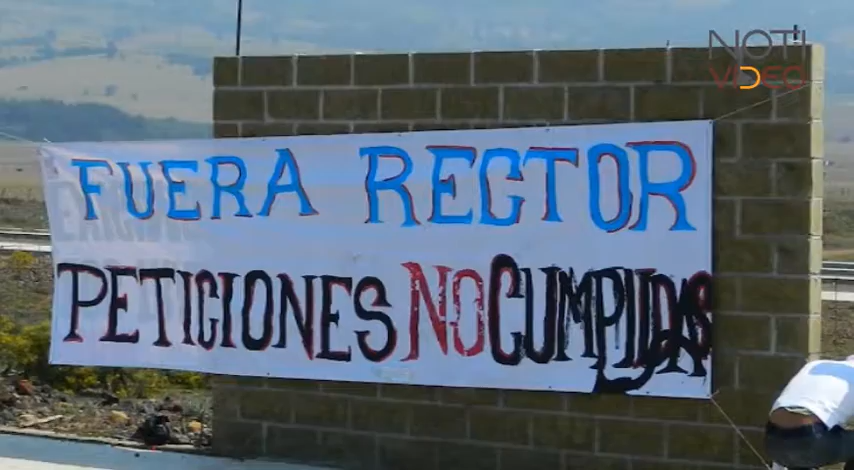 NOTI
VIDEO
FUERA RECTOR
PETICIONES NO CUMPLIDAS